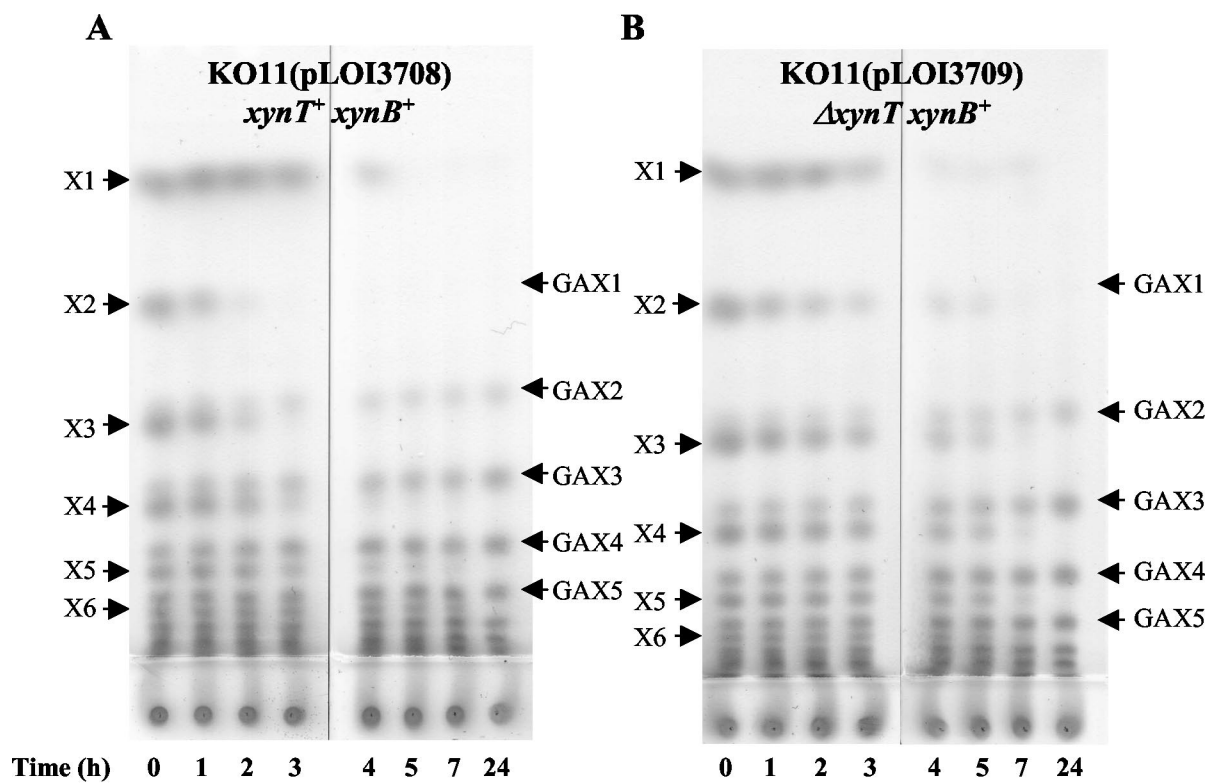 A
KO11(pLOI3708)
xynT+ xynB+
X1
X2
X3
X4
X5
X6
GAX1
GAX2
GAX3
GAX4
GAX5
Time (h) 0 1 2 3 4 5 7 24
B
KO11(pLOI3709)
ΔxynT xynB+
X1
X2
X3
X4
X5
X6
GAX1
GAX2
GAX3
GAX4
GAX5
0 1 2 3 4 5 7 24